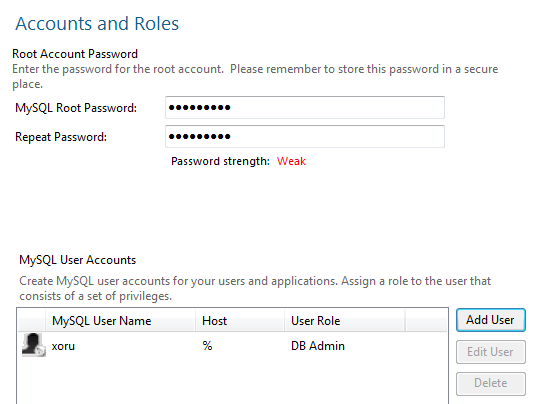 Accounts and Roles
Root Account Password
Enter the password for the root account.  Please remember to store this password in a secure
place.
MySQL Root Password: ●●●●●●●●●
Repeat Password: ●●●●●●●●●
Password strength: Weak
MySQL User Accounts
Create MySQL user accounts for your users and applications. Assign a role to the user that
consists of a set of privileges.
MySQL User Name Host User Role
xoru % DB Admin
Add User
Edit User
Delete